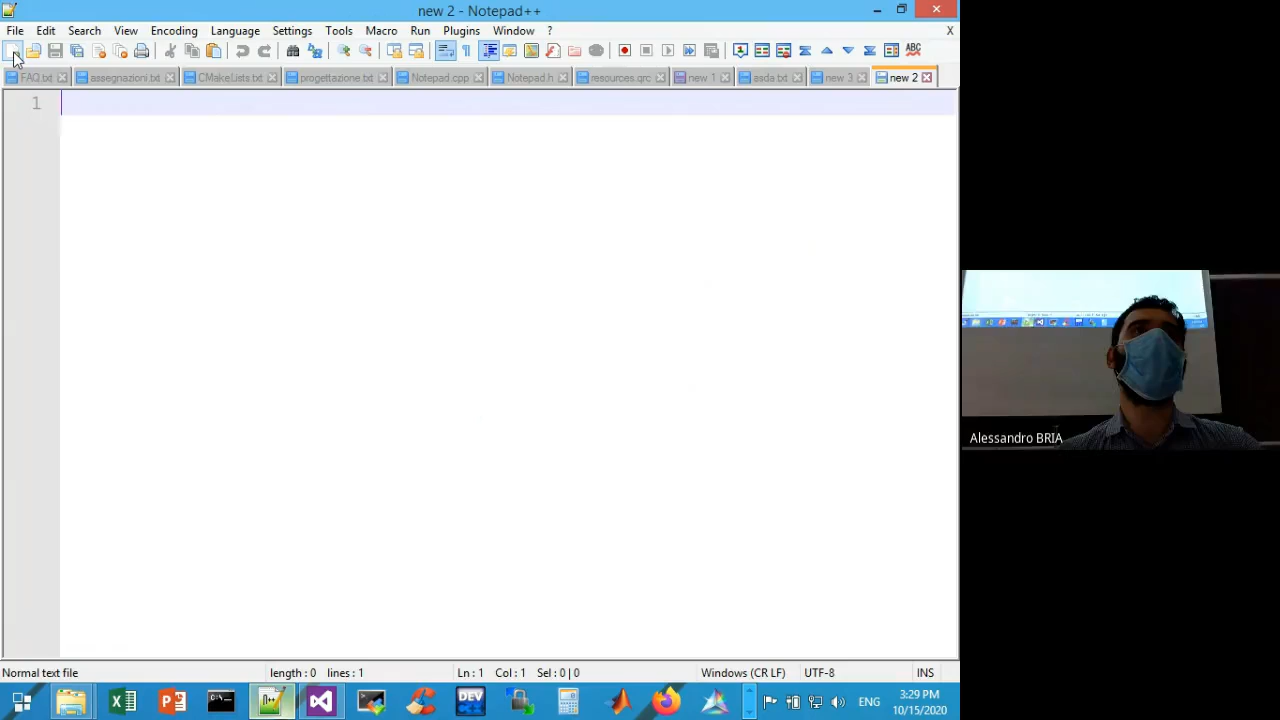 new 2 - Notepad++
File Edit Search View Encoding Language Settings Tools Macro Run Plugins Window ? X
ABC
FAQ.txt assegnazioni.txt CMakeLists.txt progettazione.txt Notepad.cpp Notepad.h resources.qrc new 1 asda.txt new 3 new 2
1
Alessandro BRIA
Normal text file length : 0 lines : 1 Ln : 1 Col : 1 Sel : 0 | 0 Windows (CR LF) UTF-8 INS
DEV
ENG
3:29 PM
10/15/2020